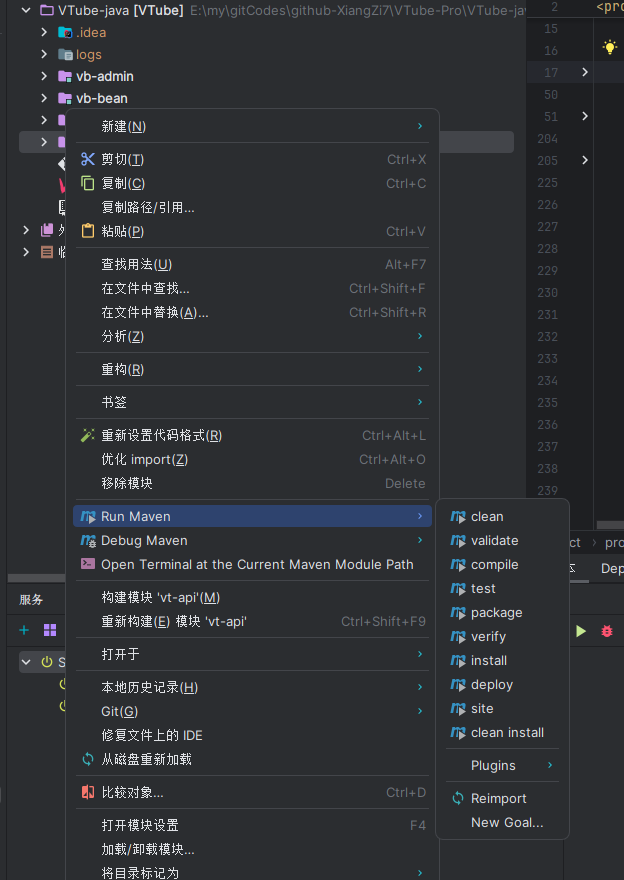 VTube-java [VTube] E:\my\gitCodes\github-XiangZi7\VTube-Pro\VTube-jav
.idea
logs
vb-admin
vb-bean
新建(N)
剪切(T) Ctrl+X
复制(C) Ctrl+C
复制路径/引用...
粘贴(P) Ctrl+V
查找用法(U) Alt+F7
在文件中查找... Ctrl+Shift+F
在文件中替换(A)... Ctrl+Shift+R
分析(Z)
重构(R)
书签
重新设置代码格式(R) Ctrl+Alt+L
优化 import(Z) Ctrl+Alt+O
移除模块 Delete
Run Maven
Debug Maven
Open Terminal at the Current Maven Module Path
构建模块 'vt-api'(M)
重新构建(E) 模块 'vt-api' Ctrl+Shift+F9
打开于
本地历史记录(H)
Git(G)
修复文件上的 IDE
从磁盘重新加载
比较对象... Ctrl+D
打开模块设置 F4
加载/卸载模块...
将目录标记为
clean
validate
compile
test
package
verify
install
deploy
site
clean install
Plugins
Reimport
New Goal...
服务
2 <pro
15
16
17
50
51
204
205
225
226
227
228
229
230
231
232
233
234
235
236
237
238
239
ct pro
Dep